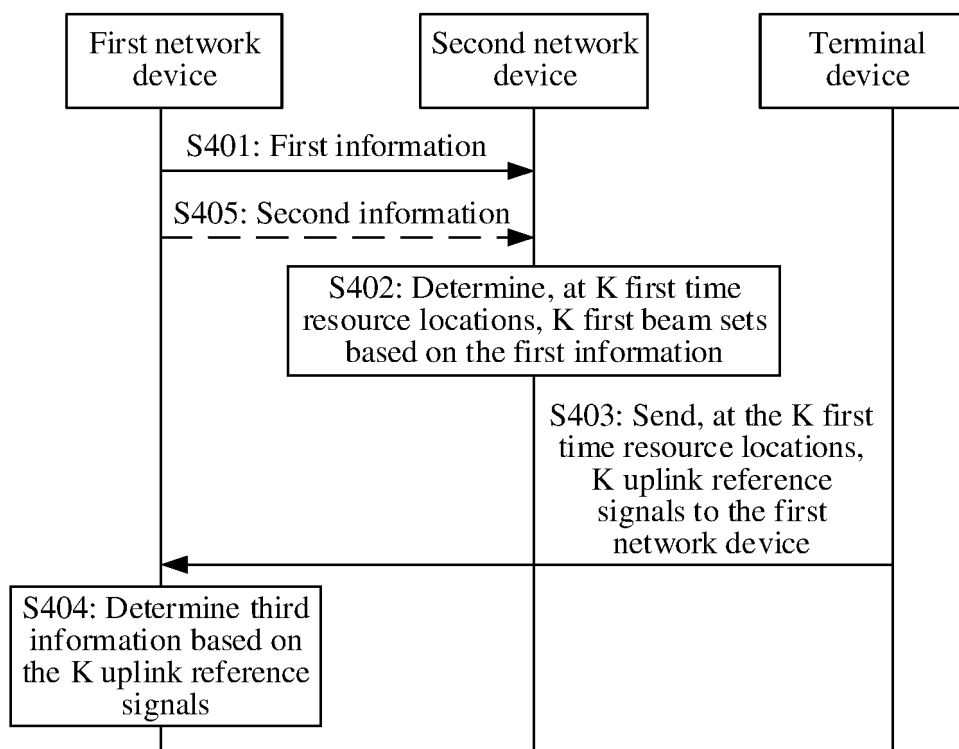 First network
device
Second network
device
Terminal
device
S401: First information
S405: Second information
S402: Determine, at K first time
resource locations, K first beam sets
based on the first information
S403: Send, at the K first
time resource locations,
K uplink reference
signals to the first
network device
S404: Determine third
information based on
the K uplink reference
signals